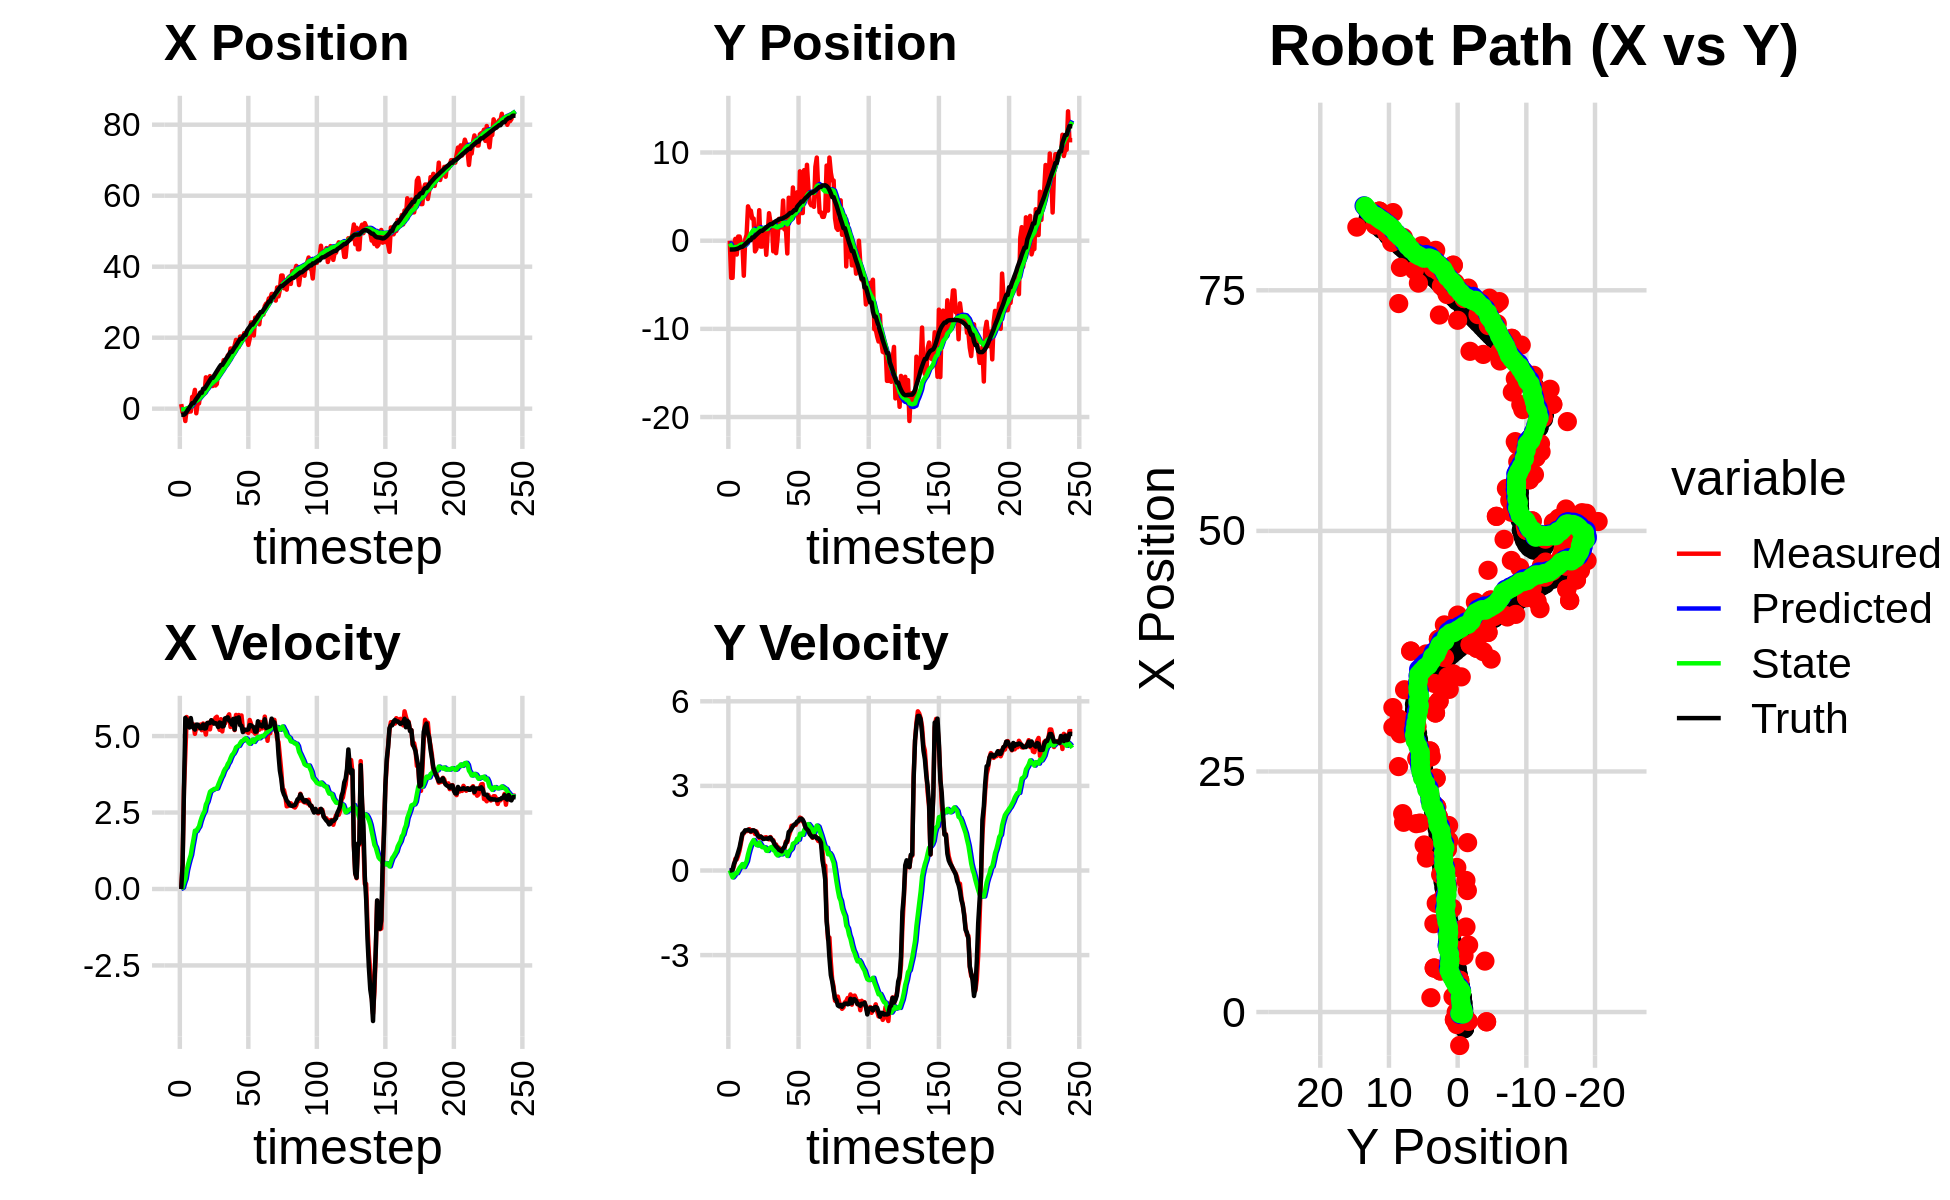 X Position
80
60
40
20
0
0
50
100
150
200
250
timestep
Y Position
10
0
-10
-20
0
50
100
150
200
250
timestep
X Velocity
5.0
2.5
0.0
-2.5
0
50
100
150
200
250
timestep
Y Velocity
6
3
0
-3
0
50
100
150
200
250
timestep
Robot Path (X vs Y)
X Position
75
50
25
0
20 10 0 -10 -20
Y Position
variable
Measured
Predicted
State
Truth